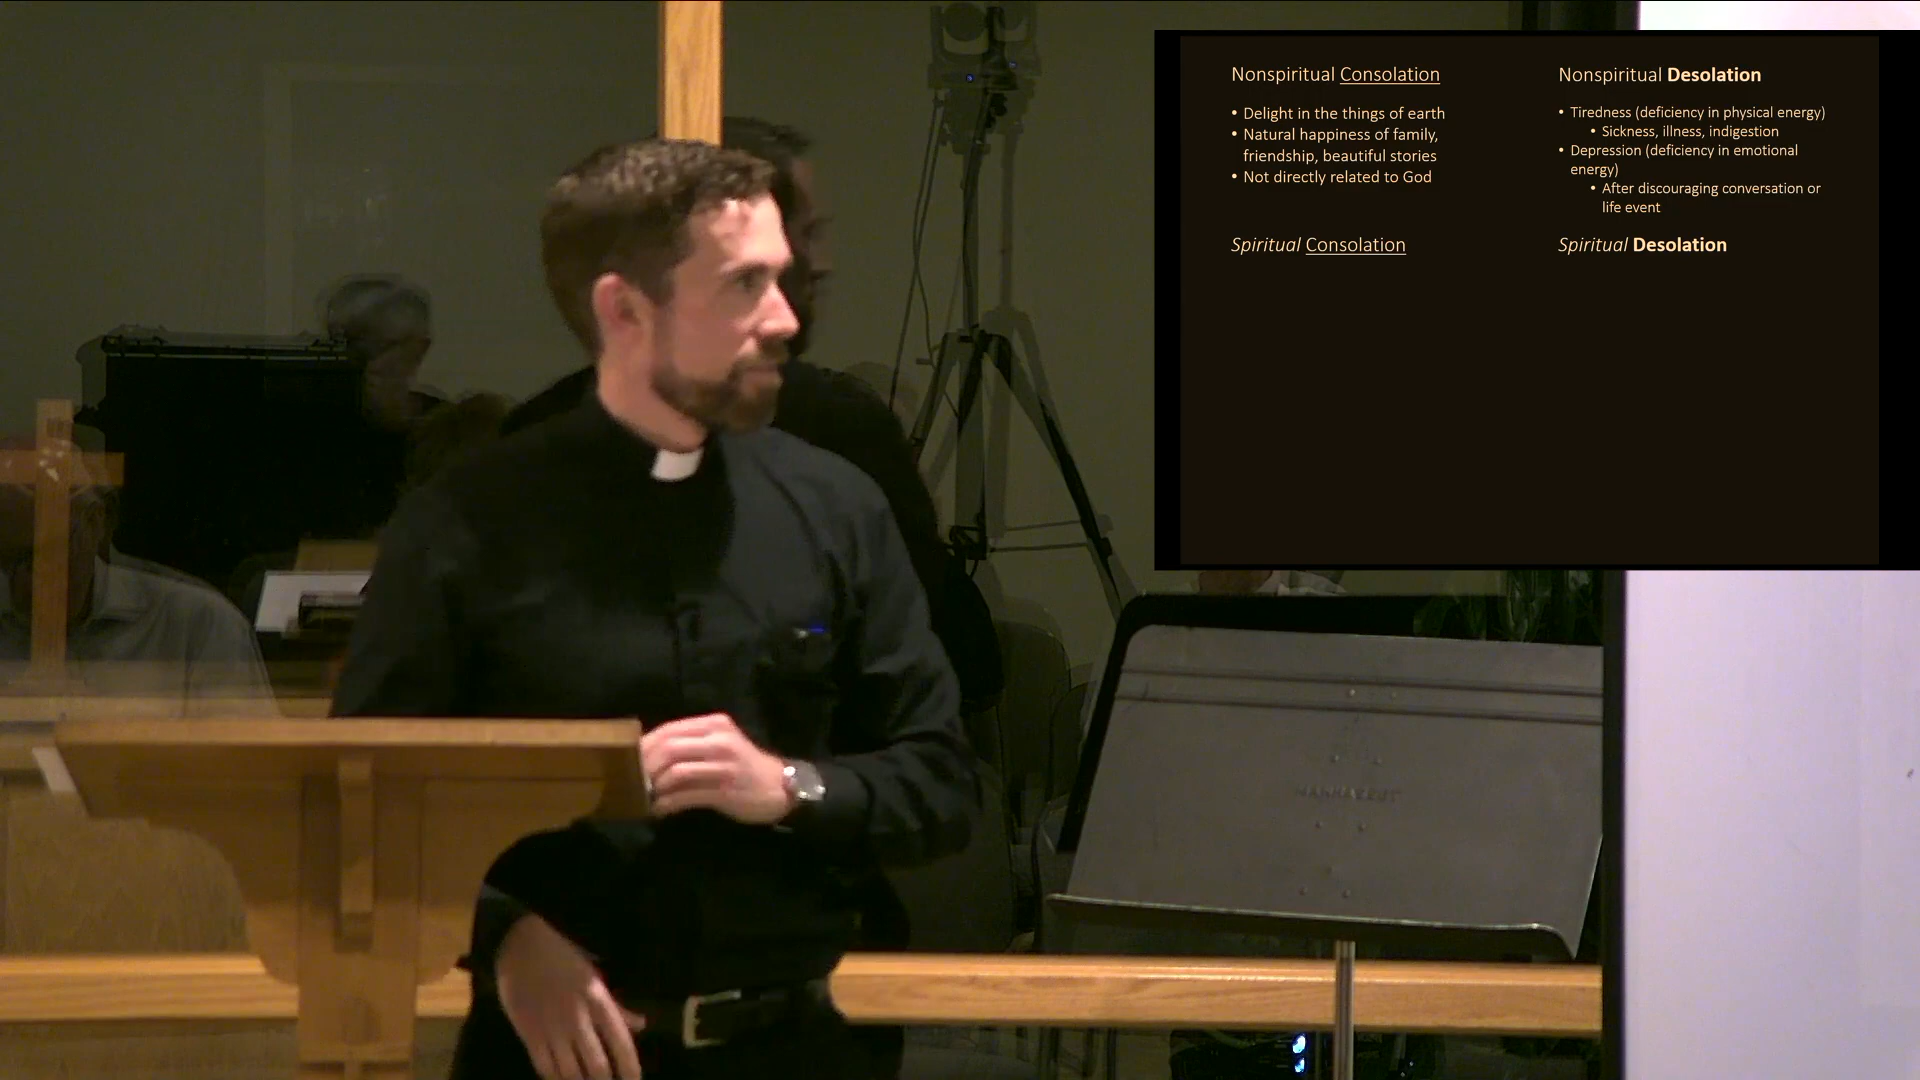 Nonspiritual Consolation
• Delight in the things of earth
• Natural happiness of family,
friendship, beautiful stories
• Not directly related to God
Spiritual Consolation
Nonspiritual Desolation
• Tiredness (deficiency in physical energy)
• Sickness, illness, indigestion
• Depression (deficiency in emotional
energy)
• After discouraging conversation or
life event
Spiritual Desolation
MANHASSET